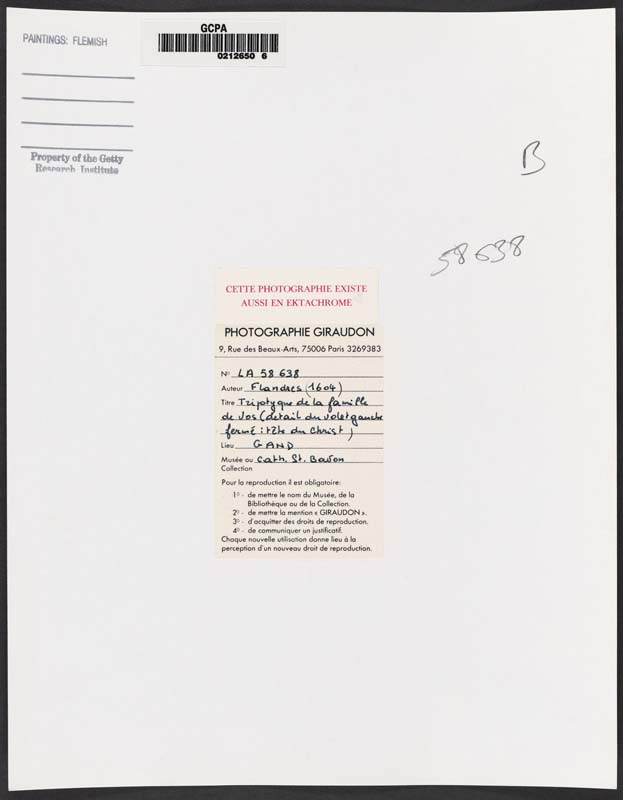 PAINTINGS: FLEMISH
GCPA
0212650 6
Property of the Getty
Research Institute
B
58638
CETTE PHOTOGRAPHIE EXISTE
AUSSI EN EKTACHROME
PHOTOGRAPHIE GIRAUDON
9, Rue des Beaux-Arts, 75006 Paris 3269383
Nº LA 58 638
Auteur Flandres (1604)
Titre Triptyque de la famille
de Vos (détail du volet gauche
fermé : tête du Christ)
Lieu GAND
Musée ou Cath. St. Bavon
Collection
Pour la reproduction il est obligatoire:
1º - de mettre le nom du Musée, de la
Bibliothèque ou de la Collection.
2º - de mettre la mention « GIRAUDON ».
3º - d'acquitter des droits de reproduction.
4º - de communiquer un justificatif.
Chaque nouvelle utilisation donne lieu à la
perception d'un nouveau droit de reproduction.